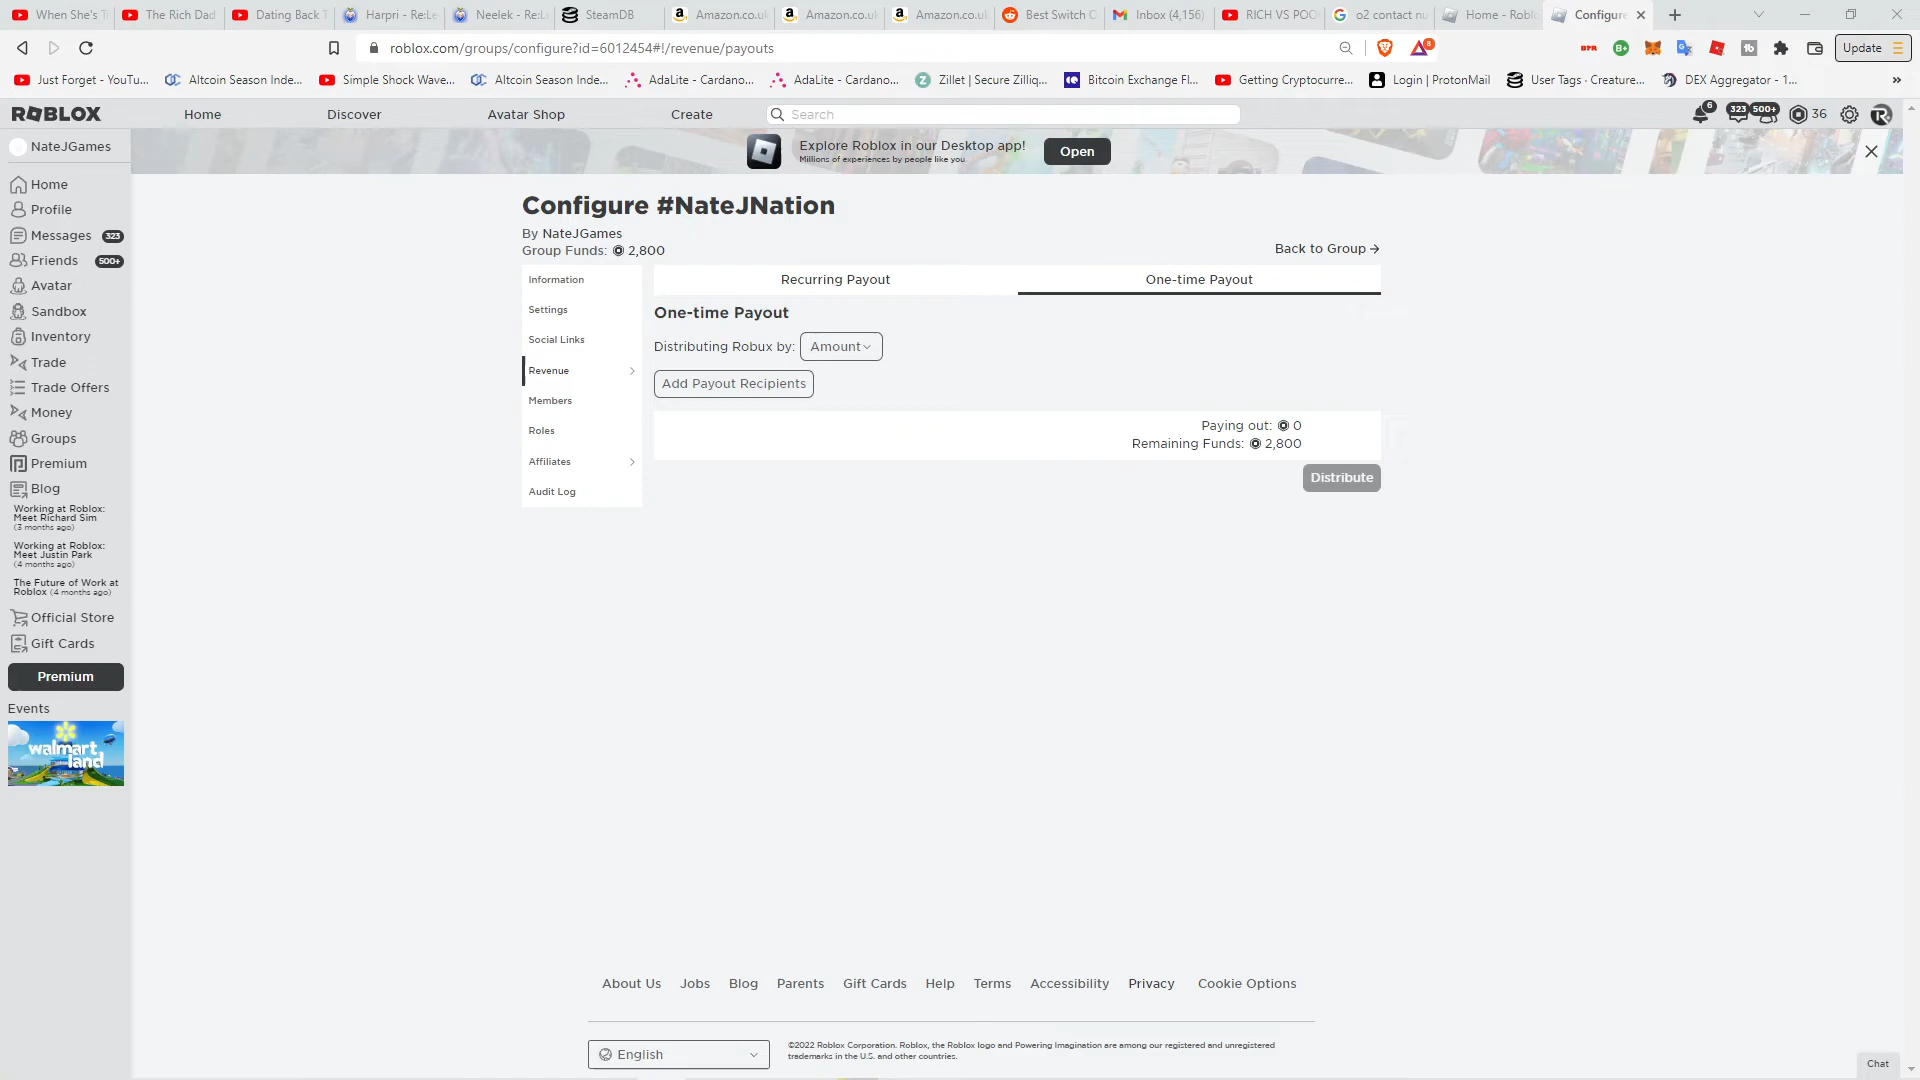 When She's T
The Rich Dad
Dating Back T
Harpri - Re:Le
Neelek - Re:L
SteamDB
Amazon.co.uk
Amazon.co.uk
Amazon.co.uk
Best Switch O
Inbox (4,156)
RICH VS POO
o2 contact nu
Home - Roblo
Configure
roblox.com/groups/configure?id=6012454#!/revenue/payouts
8
Update
Just Forget - YouTu...
Altcoin Season Inde...
Simple Shock Wave...
Altcoin Season Inde...
AdaLite - Cardano...
AdaLite - Cardano...
Zillet | Secure Zilliq...
Bitcoin Exchange Fl...
Getting Cryptocurre...
Login | ProtonMail
User Tags · Creature...
DEX Aggregator - 1...
ROBLOX
Home
Discover
Avatar Shop
Create
Search
6
323
500+
36
NateJGames
Explore Roblox in our Desktop app!
Millions of experiences by people like you
Open
Home
Profile
Messages 323
Friends 500+
Avatar
Sandbox
Inventory
Trade
Trade Offers
Money
Groups
Premium
Blog
Working at Roblox:
Meet Richard Sim
(3 months ago)
Working at Roblox:
Meet Justin Park
(4 months ago)
The Future of Work at
Roblox (4 months ago)
Official Store
Gift Cards
Premium
Events
walmart
land
Configure #NateJNation
By NateJGames
Group Funds: 2,800
Back to Group
Information
Settings
Social Links
Revenue
Members
Roles
Affiliates
Audit Log
Recurring Payout
One-time Payout
One-time Payout
Distributing Robux by: Amount
Add Payout Recipients
Paying out: 0
Remaining Funds: 2,800
Distribute
About Us
Jobs
Blog
Parents
Gift Cards
Help
Terms
Accessibility
Privacy
Cookie Options
English
©2022 Roblox Corporation. Roblox, the Roblox logo and Powering Imagination are among our registered and unregistered
trademarks in the U.S. and other countries.
Chat